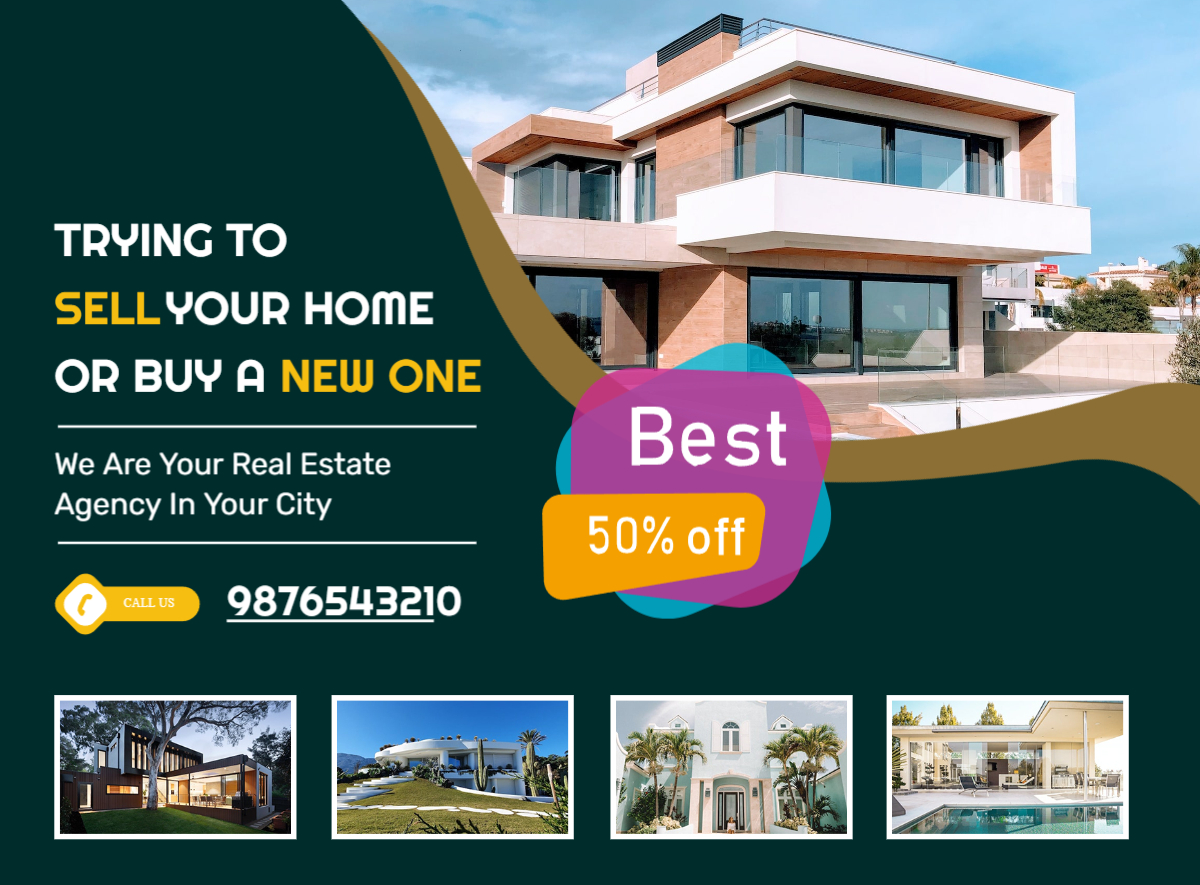 TRYING TO
SELL YOUR HOME
OR BUY A NEW ONE
We Are Your Real Estate
Agency In Your City
CALL US
9876543210
Best
50% off